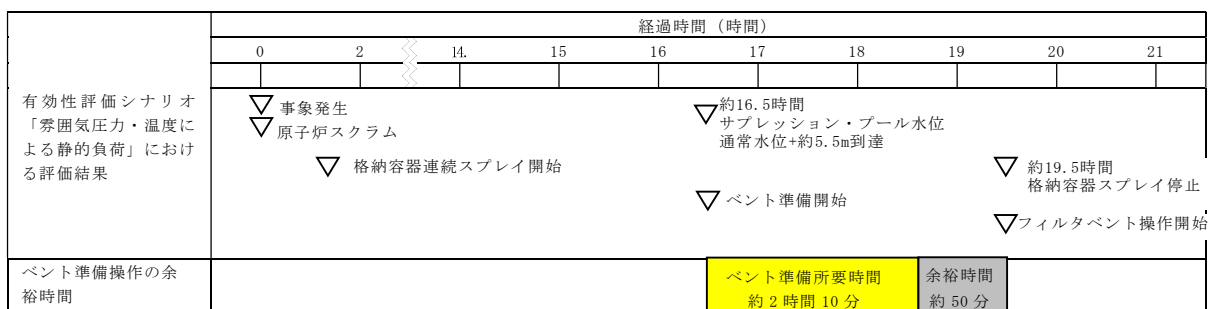 経過時間（時間）
0 2 14. 15 16 17 18 19 20 21
有効性評価シナリオ
「雰囲気圧力・温度に
よる静的負荷」におけ
る評価結果
事象発生
原子炉スクラム
格納容器連続スプレイ開始
約16.5時間
サプレッション・プール水位
通常水位+約5.5m到達
ベント準備開始
約19.5時間
格納容器スプレイ停止
フィルタベント操作開始
ベント準備操作の余
裕時間
ベント準備所要時間
約 2 時間 10 分
余裕時間
約 50 分